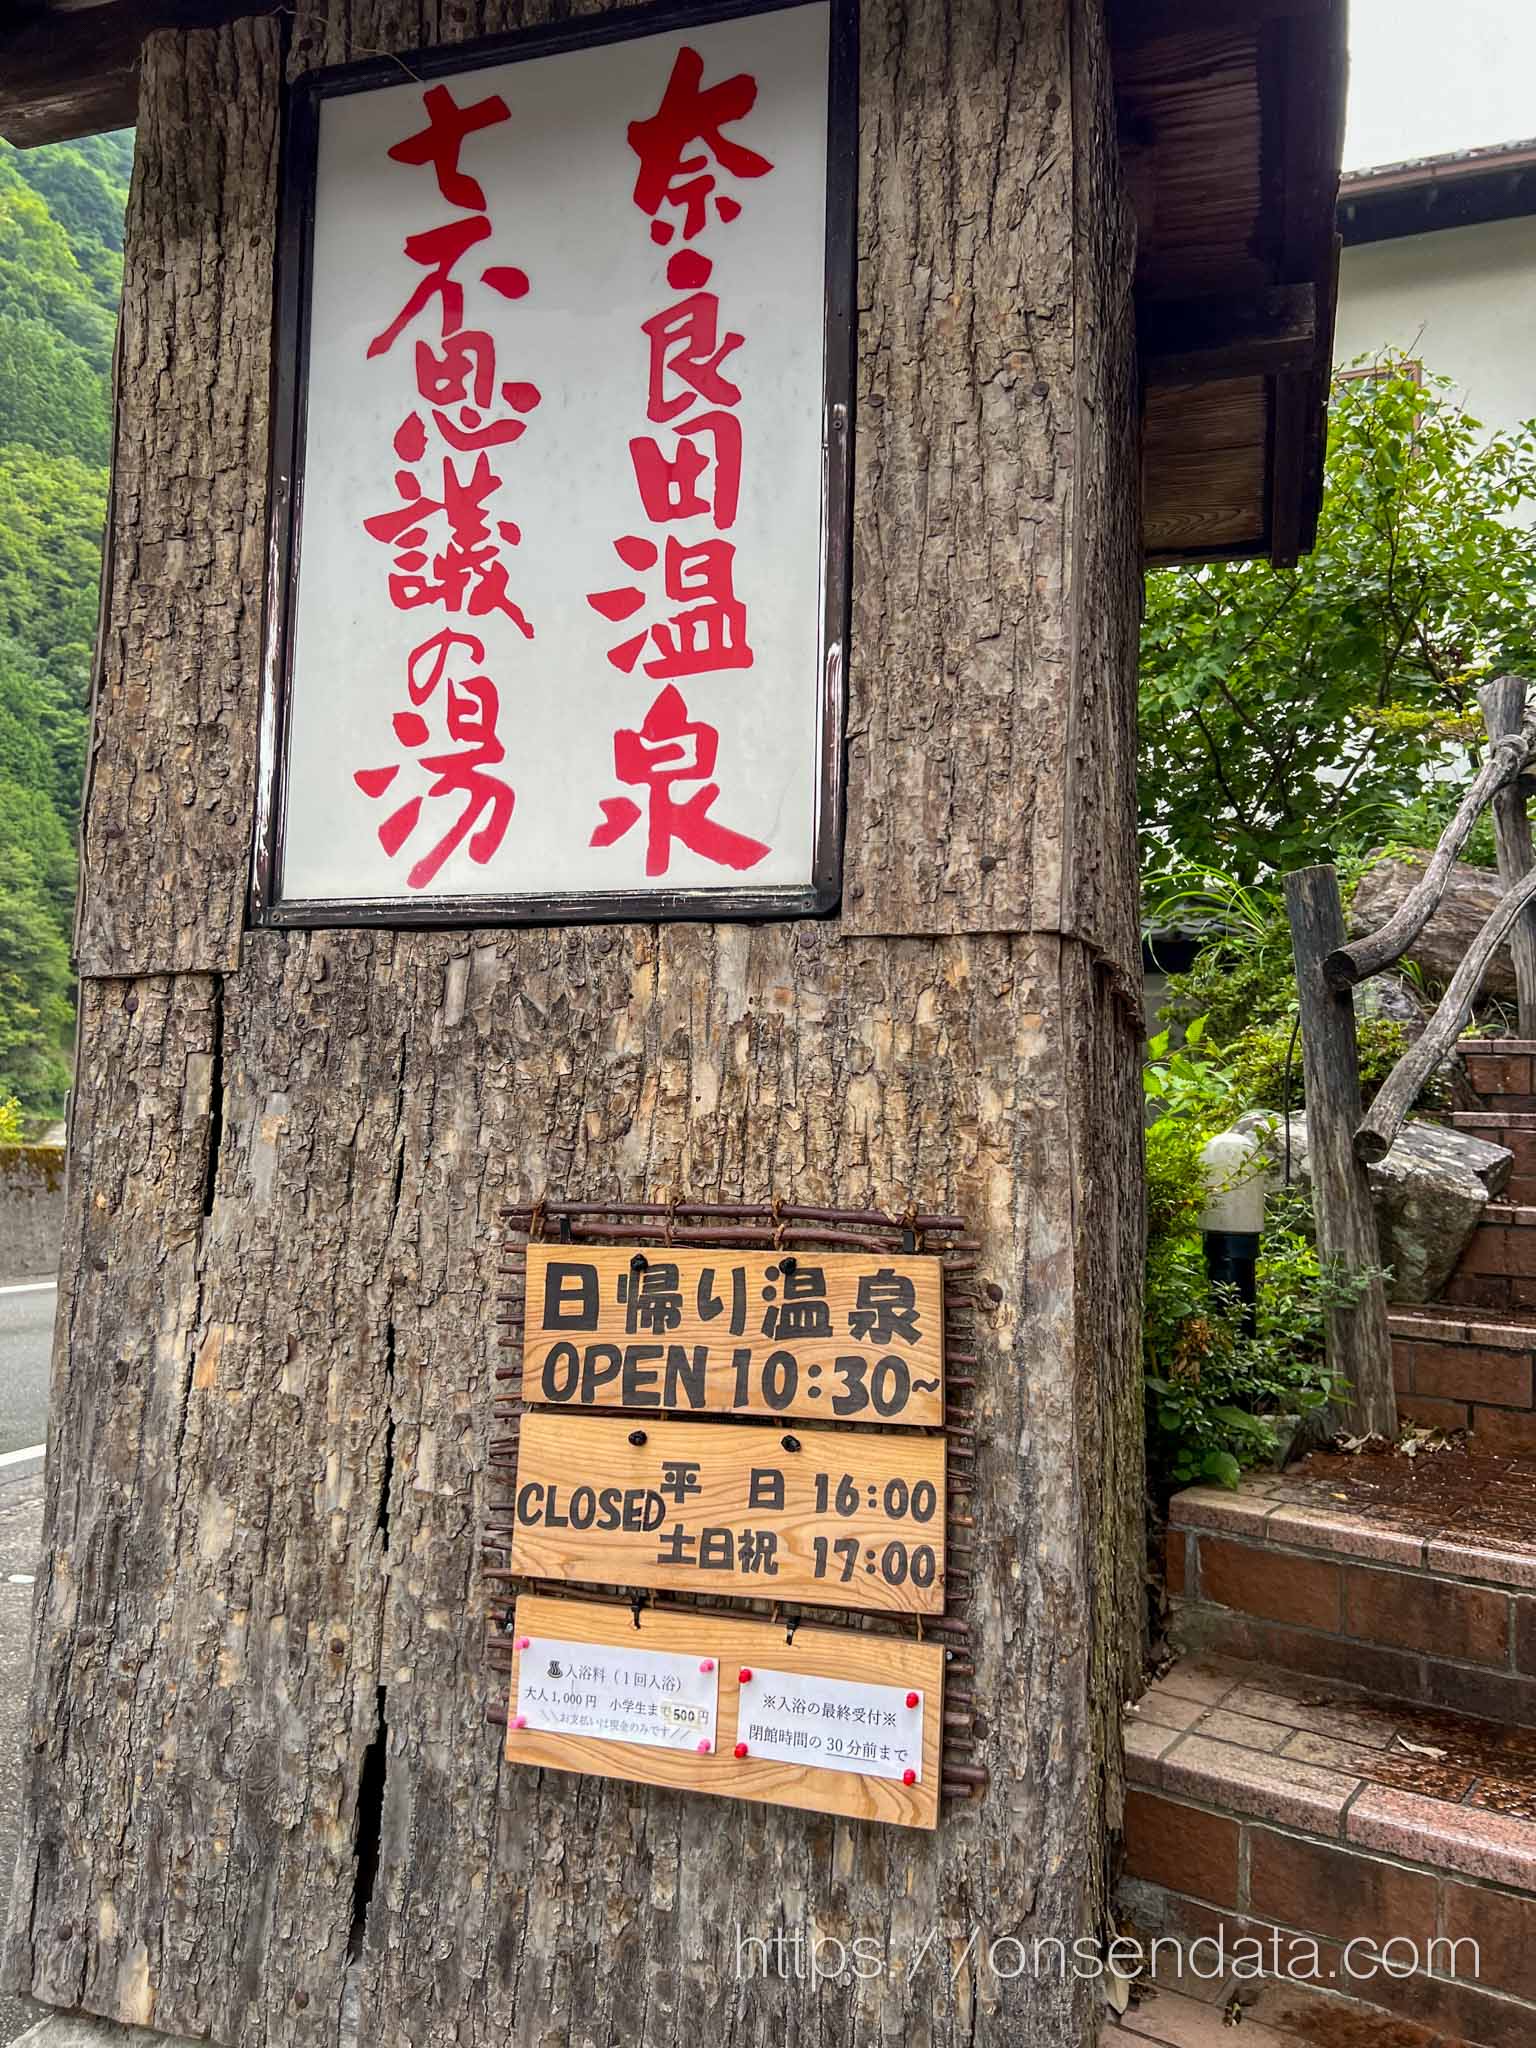 奈良田温泉
七不思議の湯
日帰り温泉
OPEN 10:30~
CLOSED
平 日 16:00
土日祝 17:00
♨入浴料（1回入浴）
大人1,000円 小学生まで500円
＼＼お支払いは現金のみです／／
※入浴の最終受付※
閉館時間の30分前まで
https://onsendata.com